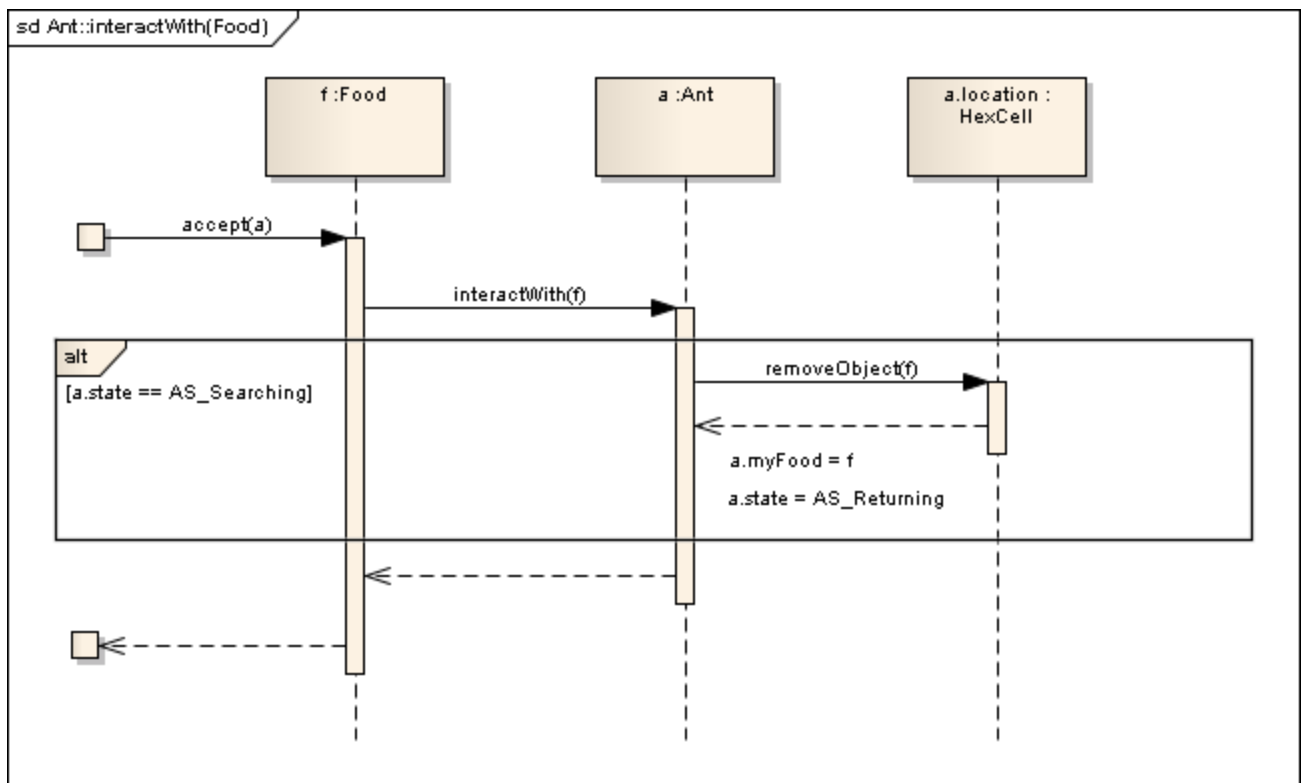 sd Ant::interactWith(Food)
f :Food
a :Ant
a.location :
HexCell
accept(a)
interactWith(f)
alt
[a.state == AS_Searching]
removeObject(f)
a.myFood = f
a.state = AS_Returning